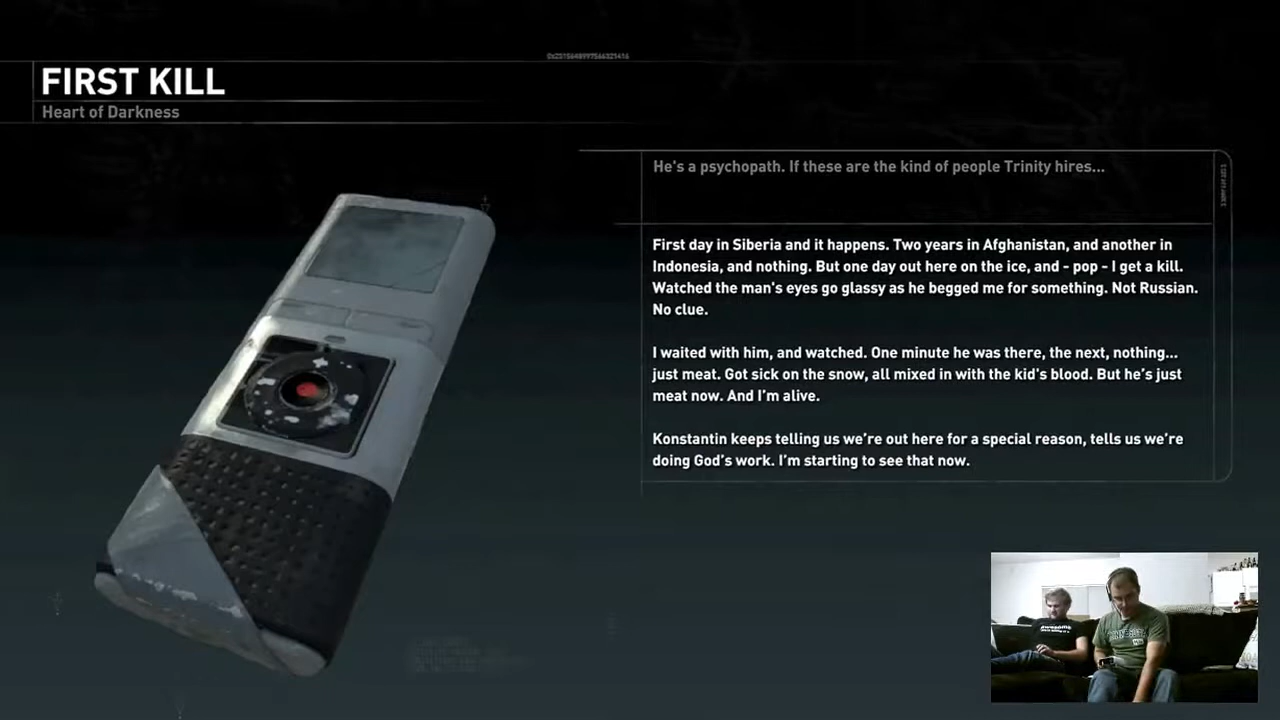 FIRST KILL
Heart of Darkness
He's a psychopath. If these are the kind of people Trinity hires...
First day in Siberia and it happens. Two years in Afghanistan, and another in
Indonesia, and nothing. But one day out here on the ice, and - pop - I get a kill.
Watched the man's eyes go glassy as he begged me for something. Not Russian.
No clue.
I waited with him, and watched. One minute he was there, the next, nothing...
just meat. Got sick on the snow, all mixed in with the kid's blood. But he's just
meat now. And I'm alive.
Konstantin keeps telling us we're out here for a special reason, tells us we're
doing God's work. I'm starting to see that now.